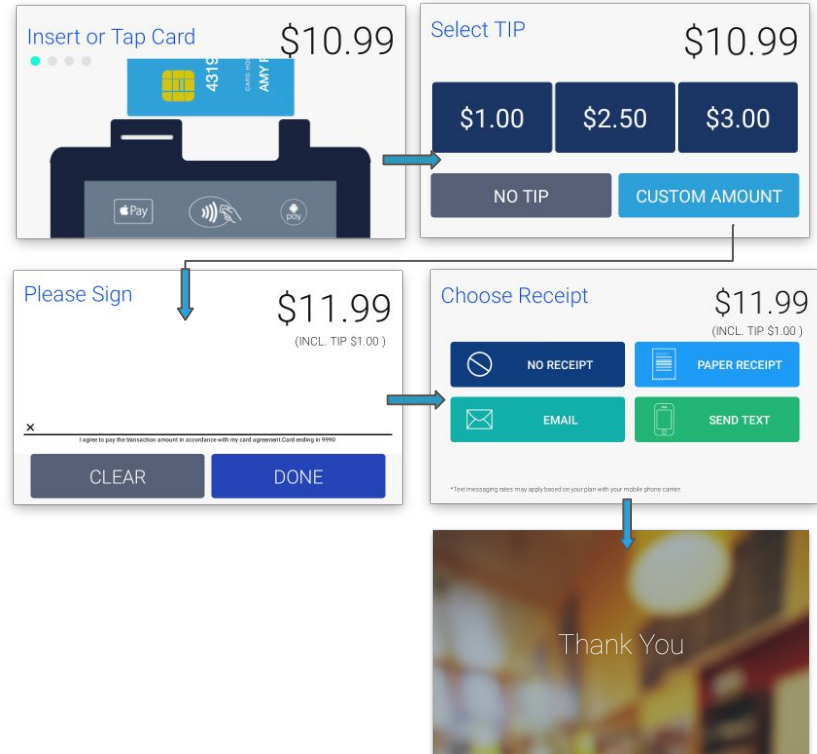 Insert or Tap Card
$10.99
4319
CARD HOL
AMY R
Pay
pay
Select TIP
$10.99
$1.00
$2.50
$3.00
NO TIP
CUSTOM AMOUNT
Please Sign
$11.99
(INCL. TIP $1.00 )
×
I agree to pay the transaction amount in accordance with my card agreement.Card ending in 9990
CLEAR
DONE
Choose Receipt
$11.99
(INCL. TIP $1.00 )
NO RECEIPT
PAPER RECEIPT
EMAIL
SEND TEXT
*Text messaging rates may apply based on your plan with your mobile phone carrier.
Thank You